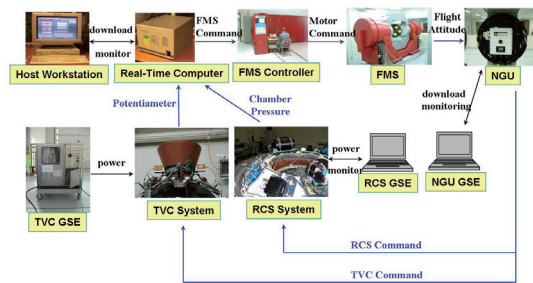 download
monitor
FMS
Command
Motor
Command
Flight
Attitude
Host Workstation
Real-Time Computer
FMS Controller
FMS
NGU
Potentiameter
Chamber
Pressure
download
monitoring
power
power
monitor
TVC GSE
TVC System
RCS System
RCS GSE
NGU GSE
RCS Command
TVC Command